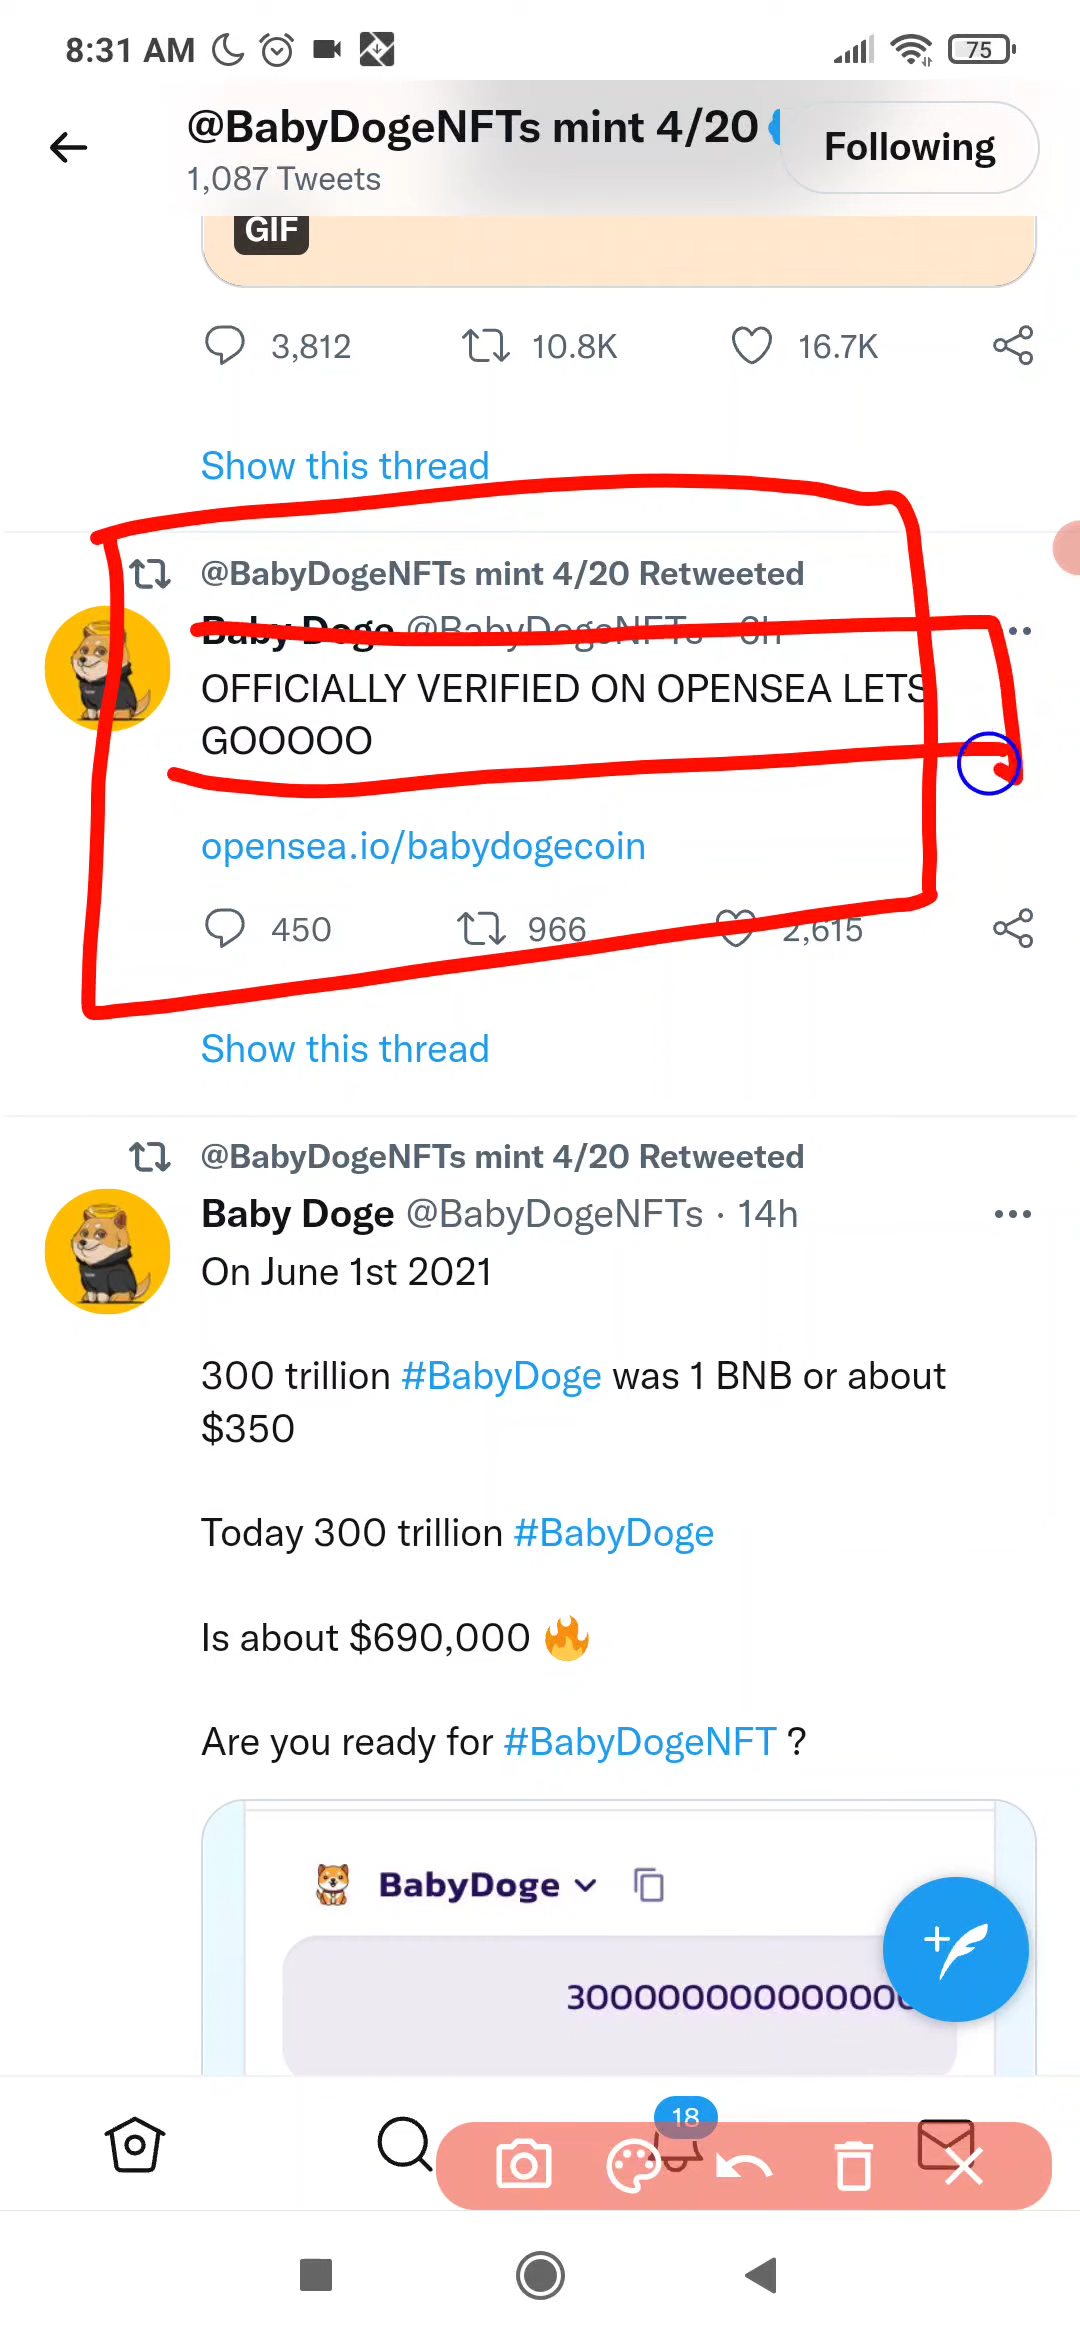 8:31 AM
75
@BabyDogeNFTs mint 4/20
1,087 Tweets
Following
GIF
3,812 10.8K 16.7K
Show this thread
@BabyDogeNFTs mint 4/20 Retweeted
Baby Doge @BabyDogeNFTs
OFFICIALLY VERIFIED ON OPENSEA LETS
GOOOOO
opensea.io/babydogecoin
450 966 2,615
Show this thread
@BabyDogeNFTs mint 4/20 Retweeted
Baby Doge @BabyDogeNFTs · 14h
On June 1st 2021
300 trillion #BabyDoge was 1 BNB or about
$350
Today 300 trillion #BabyDoge
Is about $690,000
Are you ready for #BabyDogeNFT ?
BabyDoge
18